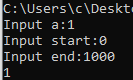 C:\Users\c\Deskto
Input a:1
Input start:0
Input end:1000
1